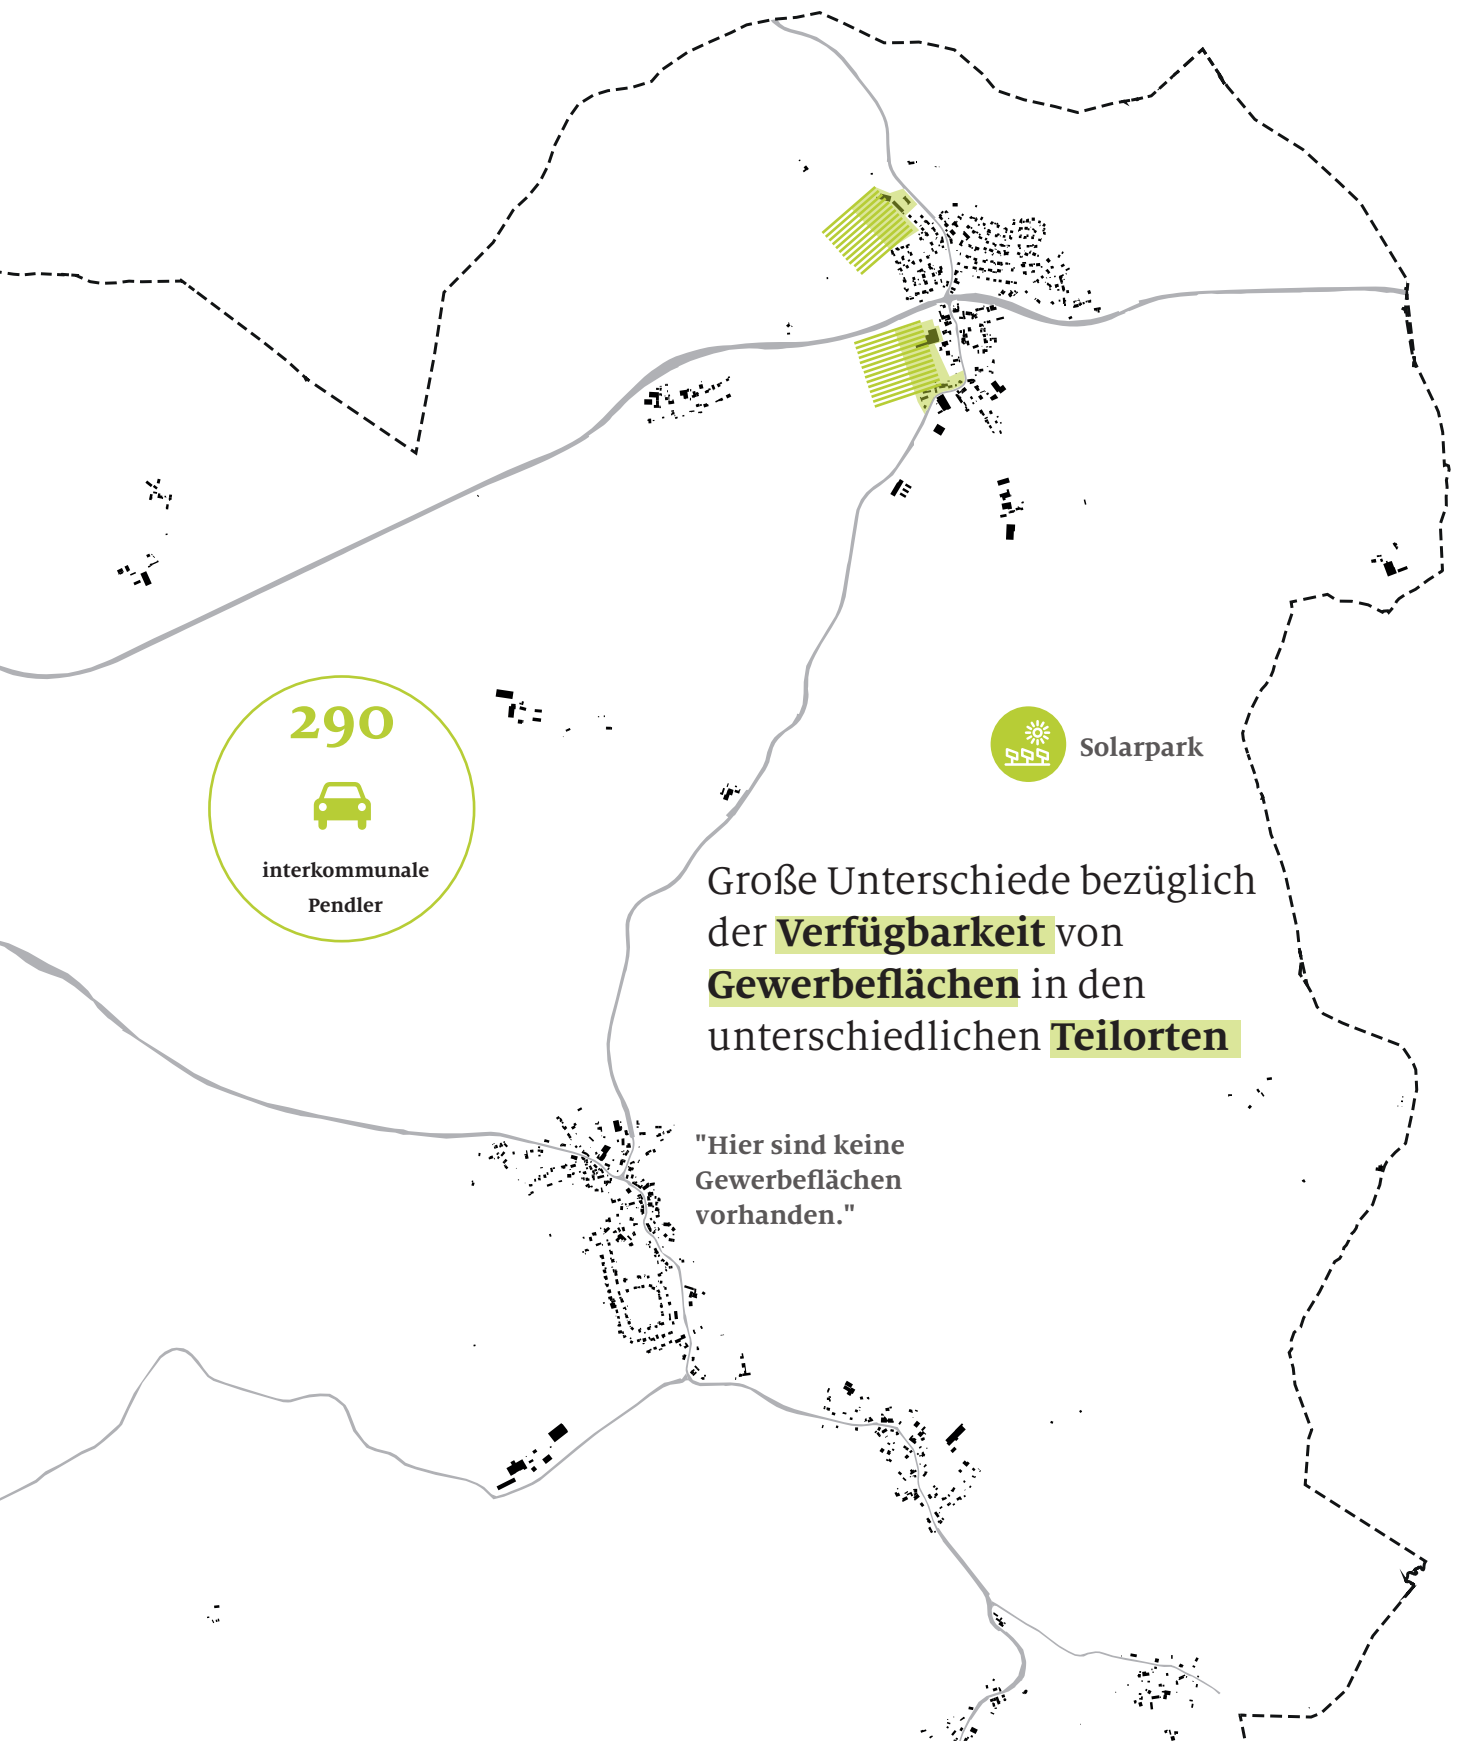 290
interkommunale
Pendler
Solarpark
Große Unterschiede bezüglich
der Verfügbarkeit von
Gewerbeflächen in den
unterschiedlichen Teilorten
"Hier sind keine
Gewerbeflächen
vorhanden."